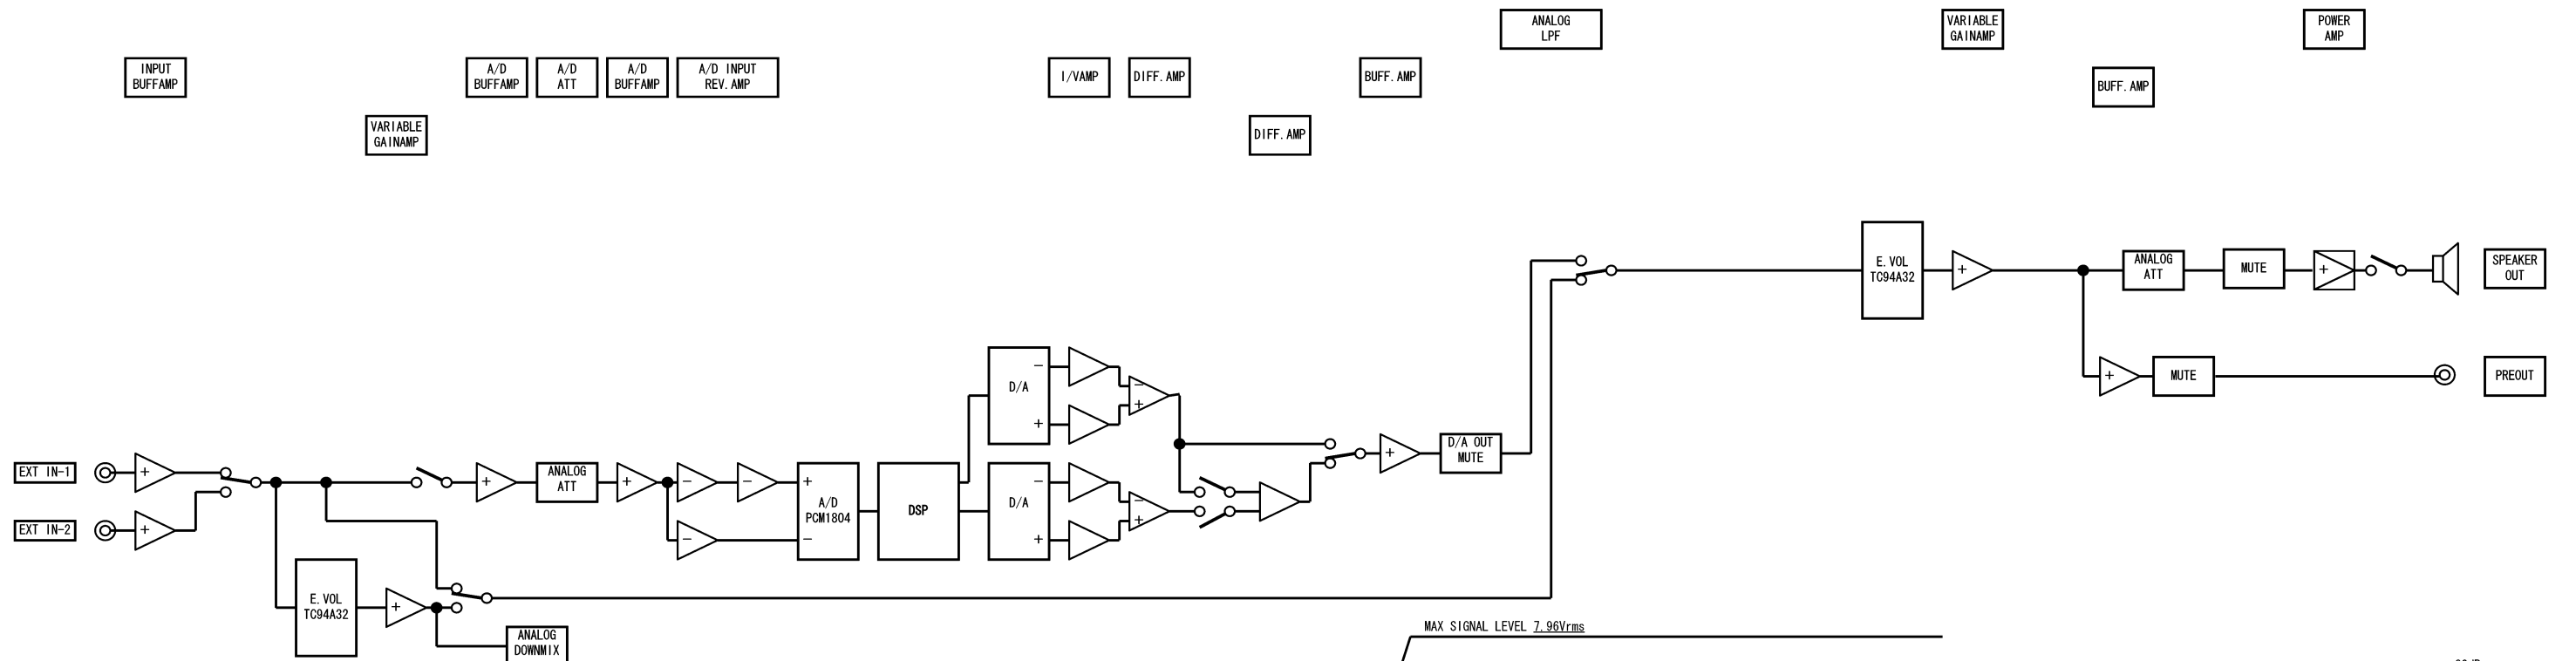 ANALOG
LPF
VARIABLE
GAINAMP
POWER
AMP
INPUT
BUFFAMP
A/D
BUFFAMP
A/D
ATT
A/D
BUFFAMP
A/D INPUT
REV. AMP
I/VAMP
DIFF. AMP
BUFF. AMP
BUFF. AMP
VARIABLE
GAINAMP
DIFF. AMP
E. VOL
TC94A32
+
ANALOG
ATT
MUTE
+
SPEAKER
OUT
D/A
−
+
−
+
+
MUTE
PREOUT
EXT IN-1
+
+
ANALOG
ATT
+
−
−
−
+
A/D
PCM1804
−
DSP
D/A
−
+
−
+
+
D/A OUT
MUTE
EXT IN-2
+
E. VOL
TC94A32
+
ANALOG
DOWNMIX
MAX SIGNAL LEVEL 7.96Vrms